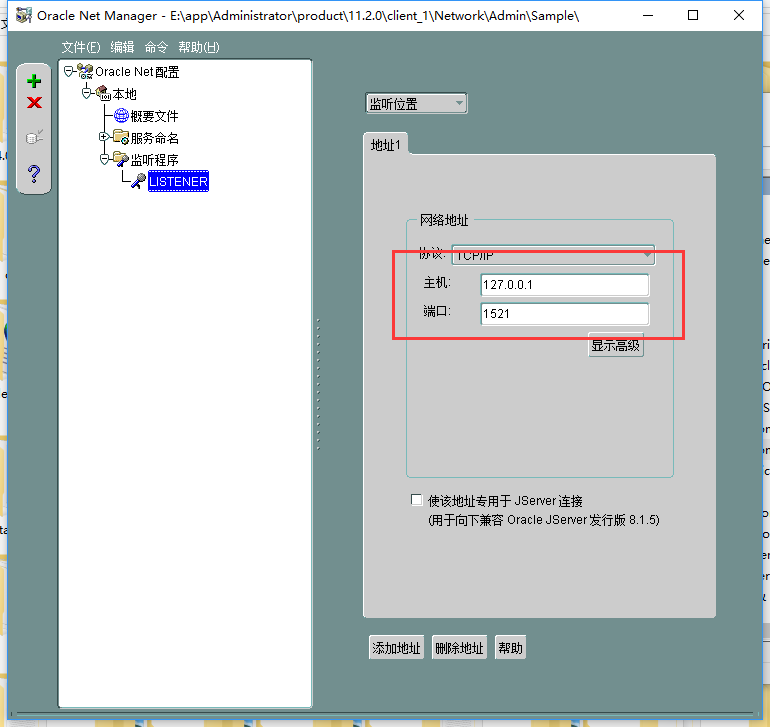 Oracle Net Manager - E:\app\Administrator\product\11.2.0\client_1\Network\Admin\Sample\
文件(F) 编辑 命令 帮助(H)
Oracle Net 配置
本地
概要文件
服务命名
监听程序
LISTENER
监听位置
地址1
网络地址
协议: TCP/IP
主机: 127.0.0.1
端口: 1521
显示高级
使该地址专用于 JServer 连接
(用于向下兼容 Oracle JServer 发行版 8.1.5)
添加地址 删除地址 帮助